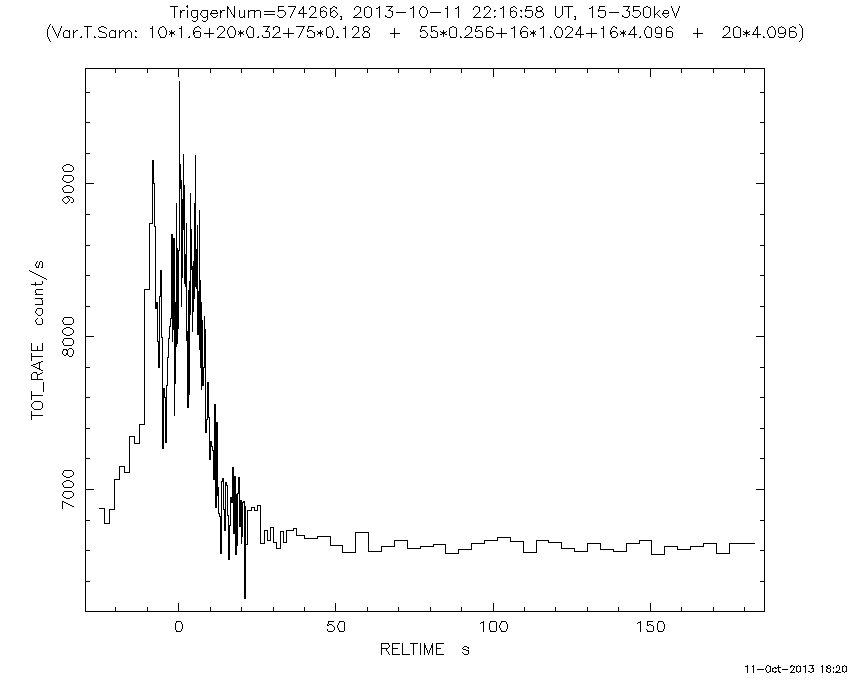 TriggerNum=574266, 2013-10-11 22:16:58 UT, 15-350keV
(Var.T.Sam: 10*1.6+20*0.32+75*0.128 + 55*0.256+16*1.024+16*4.096 + 20*4.096)
9000
8000
7000
TOT_RATE count/s
0 50 100 150
RELTIME s
11-Oct-2013 18:20